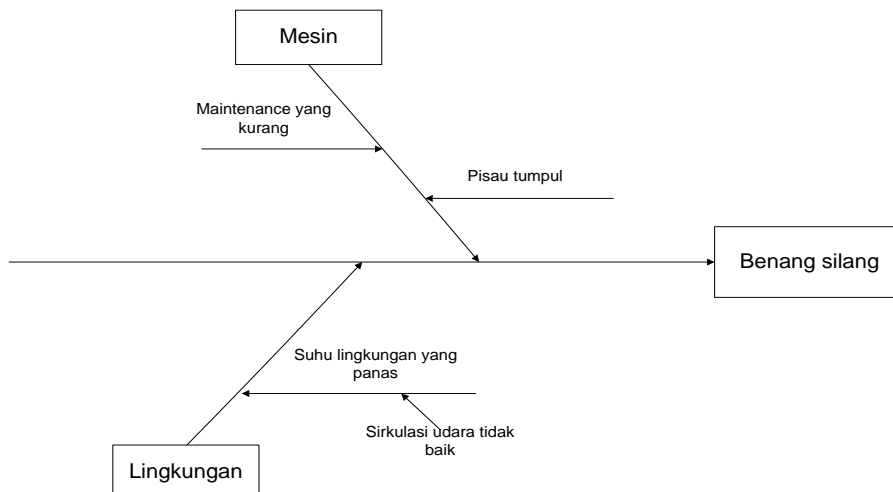 Mesin
Maintenance yang
kurang
Pisau tumpul
Benang silang
Suhu lingkungan yang
panas
Sirkulasi udara tidak
baik
Lingkungan